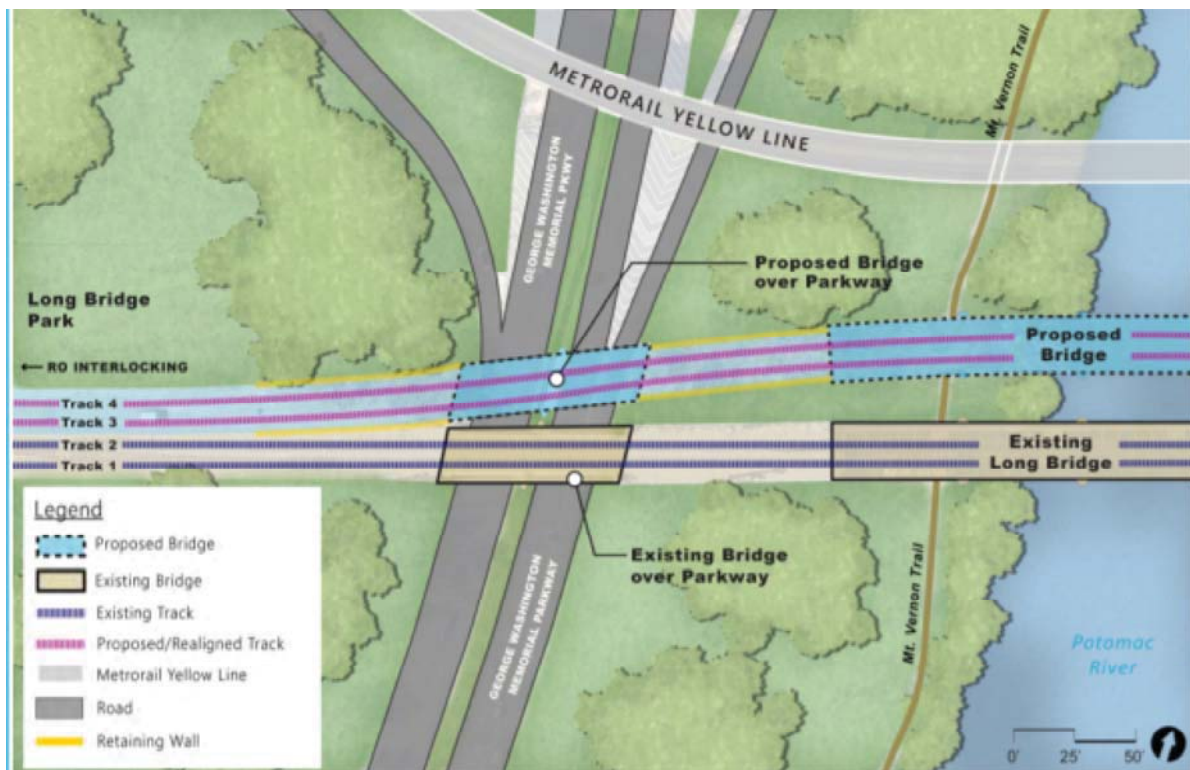 METRORAIL YELLOW LINE
Mt. Vernon Trail
GEORGE WASHINGTON
MEMORIAL PKWY
Proposed Bridge
over Parkway
Long Bridge
Park
← RO INTERLOCKING
Proposed
Bridge
Track 4
Track 3
Track 2
Track 1
Existing
Long Bridge
Existing Bridge
over Parkway
GEORGE WASHINGTON
MEMORIAL PARKWAY
Mt. Vernon Trail
Potomac
River
Legend
Proposed Bridge
Existing Bridge
Existing Track
Proposed/Realigned Track
Metrorail Yellow Line
Road
Retaining Wall
0' 25' 50'